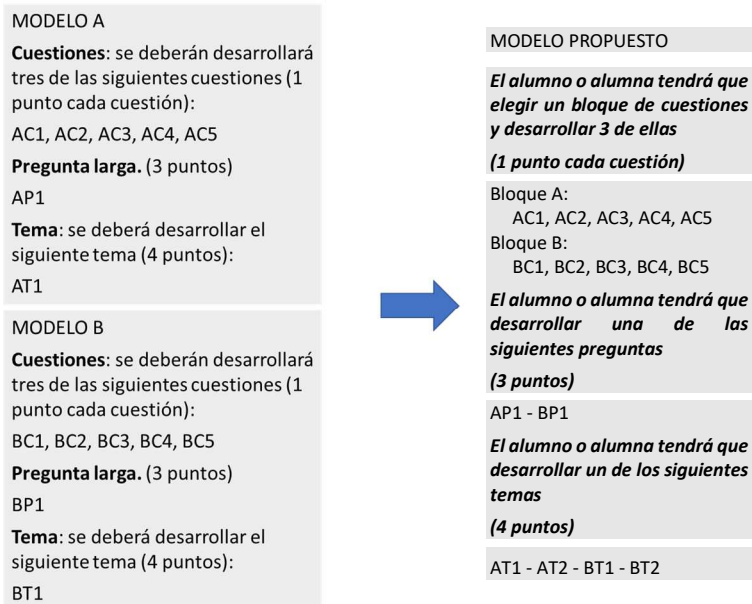 MODELO A
Cuestiones: se deberán desarrollará
tres de las siguientes cuestiones (1
punto cada cuestión):
AC1, AC2, AC3, AC4, AC5
Pregunta larga. (3 puntos)
AP1
Tema: se deberá desarrollar el
siguiente tema (4 puntos):
AT1
MODELO B
Cuestiones: se deberán desarrollará
tres de las siguientes cuestiones (1
punto cada cuestión):
BC1, BC2, BC3, BC4, BC5
Pregunta larga. (3 puntos)
BP1
Tema: se deberá desarrollar el
siguiente tema (4 puntos):
BT1
MODELO PROPUESTO
El alumno o alumna tendrá que
elegir un bloque de cuestiones
y desarrollar 3 de ellas
(1 punto cada cuestión)
Bloque A:
AC1, AC2, AC3, AC4, AC5
Bloque B:
BC1, BC2, BC3, BC4, BC5
El alumno o alumna tendrá que
desarrollar una de las
siguientes preguntas
(3 puntos)
AP1 - BP1
El alumno o alumna tendrá que
desarrollar un de los siguientes
temas
(4 puntos)
AT1 - AT2 - BT1 - BT2